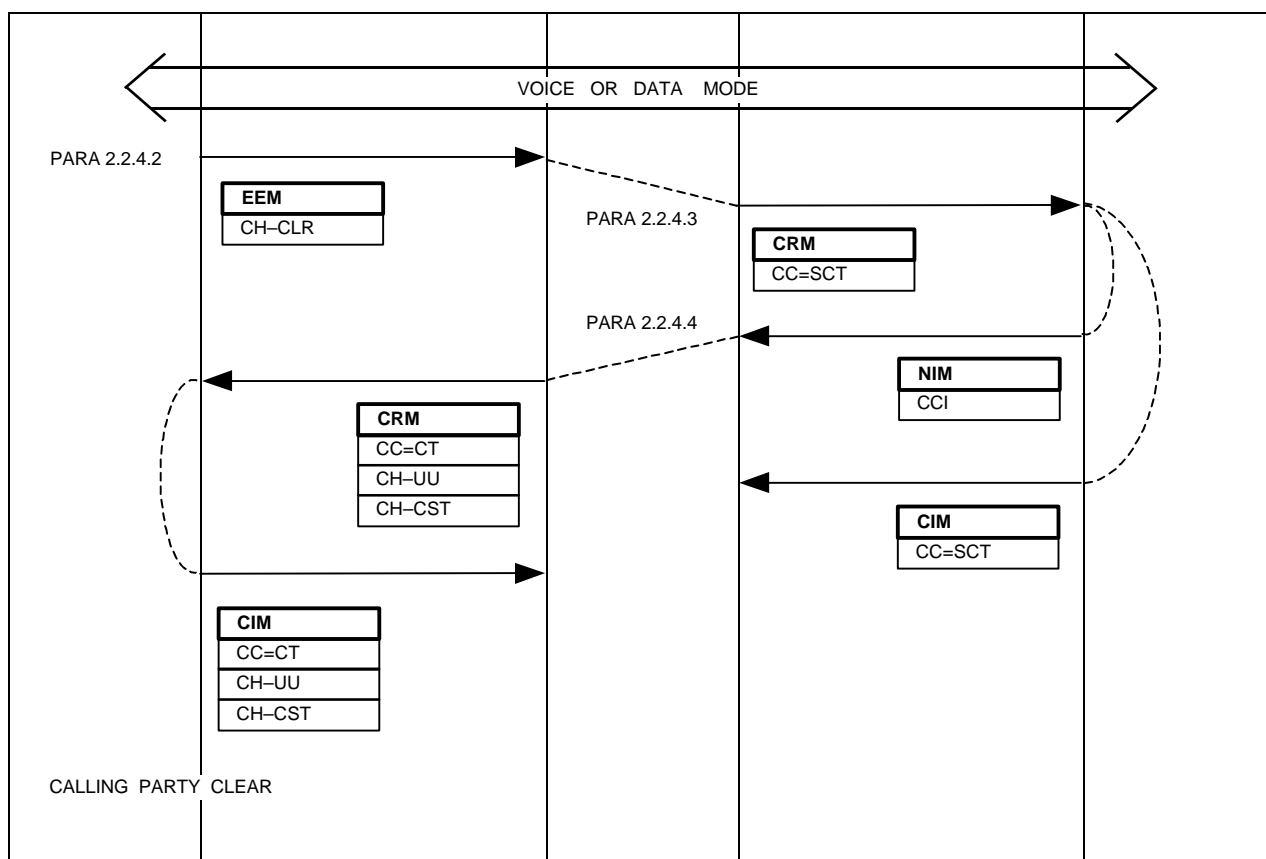 VOICE OR DATA MODE
PARA 2.2.4.2
EEM
CH–CLR
PARA 2.2.4.3
CRM
CC=SCT
PARA 2.2.4.4
NIM
CCI
CRM
CC=CT
CH–UU
CH–CST
CIM
CC=SCT
CIM
CC=CT
CH–UU
CH–CST
CALLING PARTY CLEAR